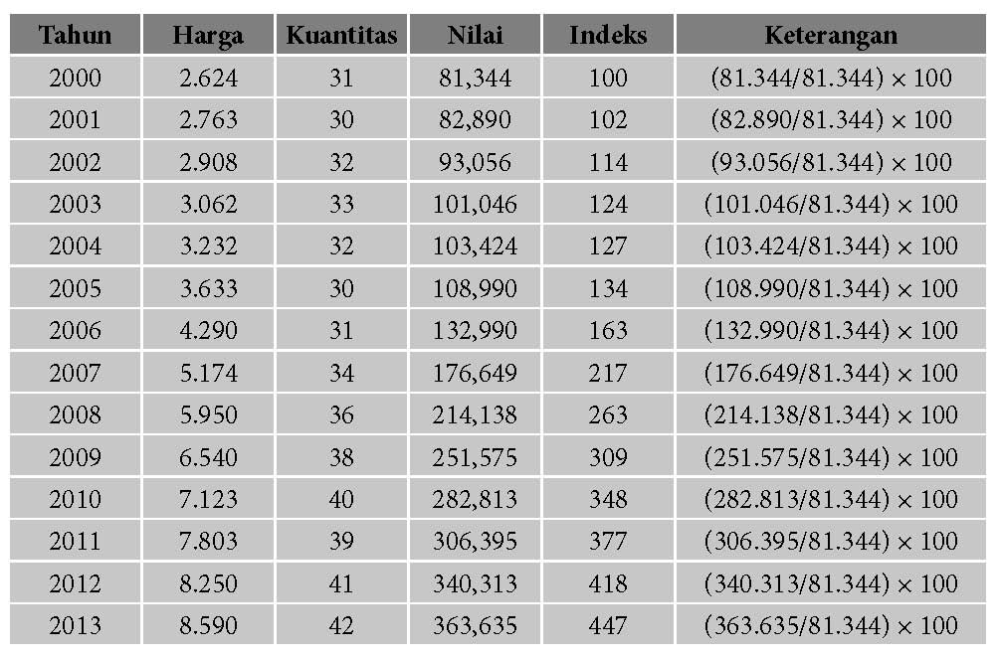 Tahun Harga Kuantitas Nilai Indeks Keterangan
2000 2.624 31 81,344 100 (81.344/81.344) × 100
2001 2.763 30 82,890 102 (82.890/81.344) × 100
2002 2.908 32 93,056 114 (93.056/81.344) × 100
2003 3.062 33 101,046 124 (101.046/81.344) × 100
2004 3.232 32 103,424 127 (103.424/81.344) × 100
2005 3.633 30 108,990 134 (108.990/81.344) × 100
2006 4.290 31 132,990 163 (132.990/81.344) × 100
2007 5.174 34 176,649 217 (176.649/81.344) × 100
2008 5.950 36 214,138 263 (214.138/81.344) × 100
2009 6.540 38 251,575 309 (251.575/81.344) × 100
2010 7.123 40 282,813 348 (282.813/81.344) × 100
2011 7.803 39 306,395 377 (306.395/81.344) × 100
2012 8.250 41 340,313 418 (340.313/81.344) × 100
2013 8.590 42 363,635 447 (363.635/81.344) × 100